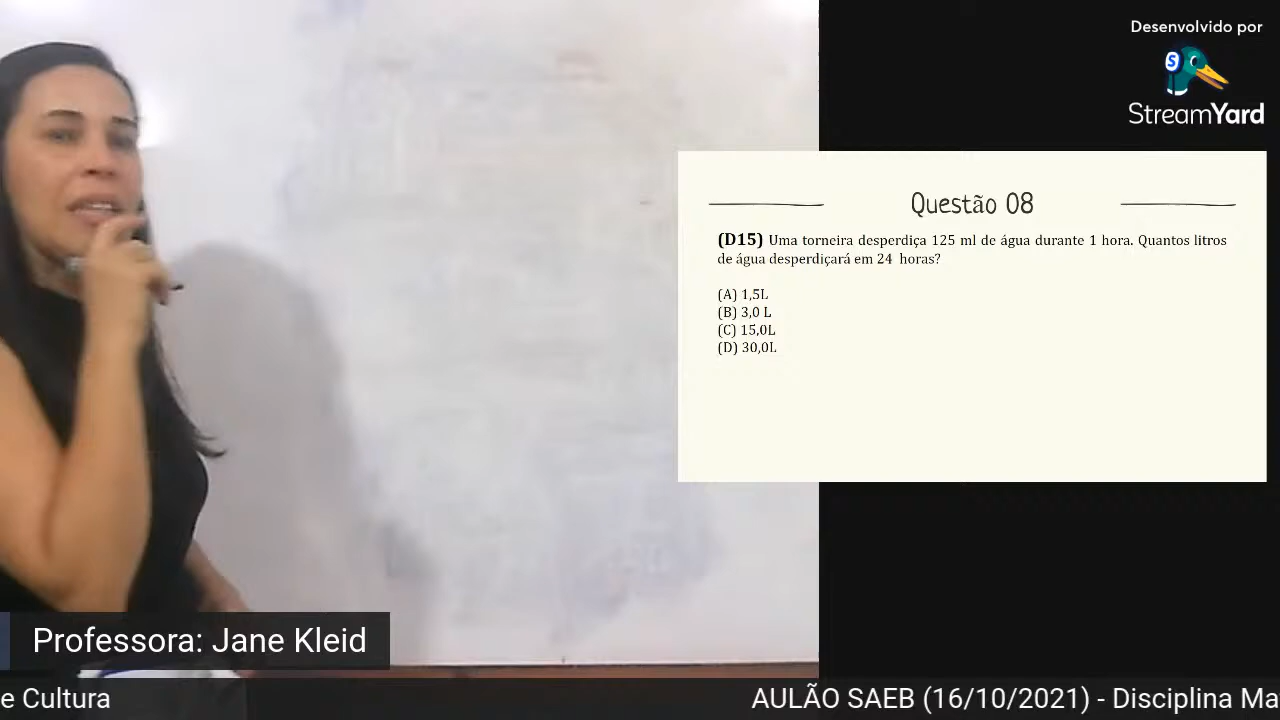 Desenvolvido por
S
StreamYard
Questão 08
(D15) Uma torneira desperdiça 125 ml de água durante 1 hora. Quantos litros
de água desperdiçará em 24 horas?
(A) 1,5L
(B) 3,0 L
(C) 15,0L
(D) 30,0L
Professora: Jane Kleid
e Cultura
AULÃO SAEB (16/10/2021) - Disciplina Ma